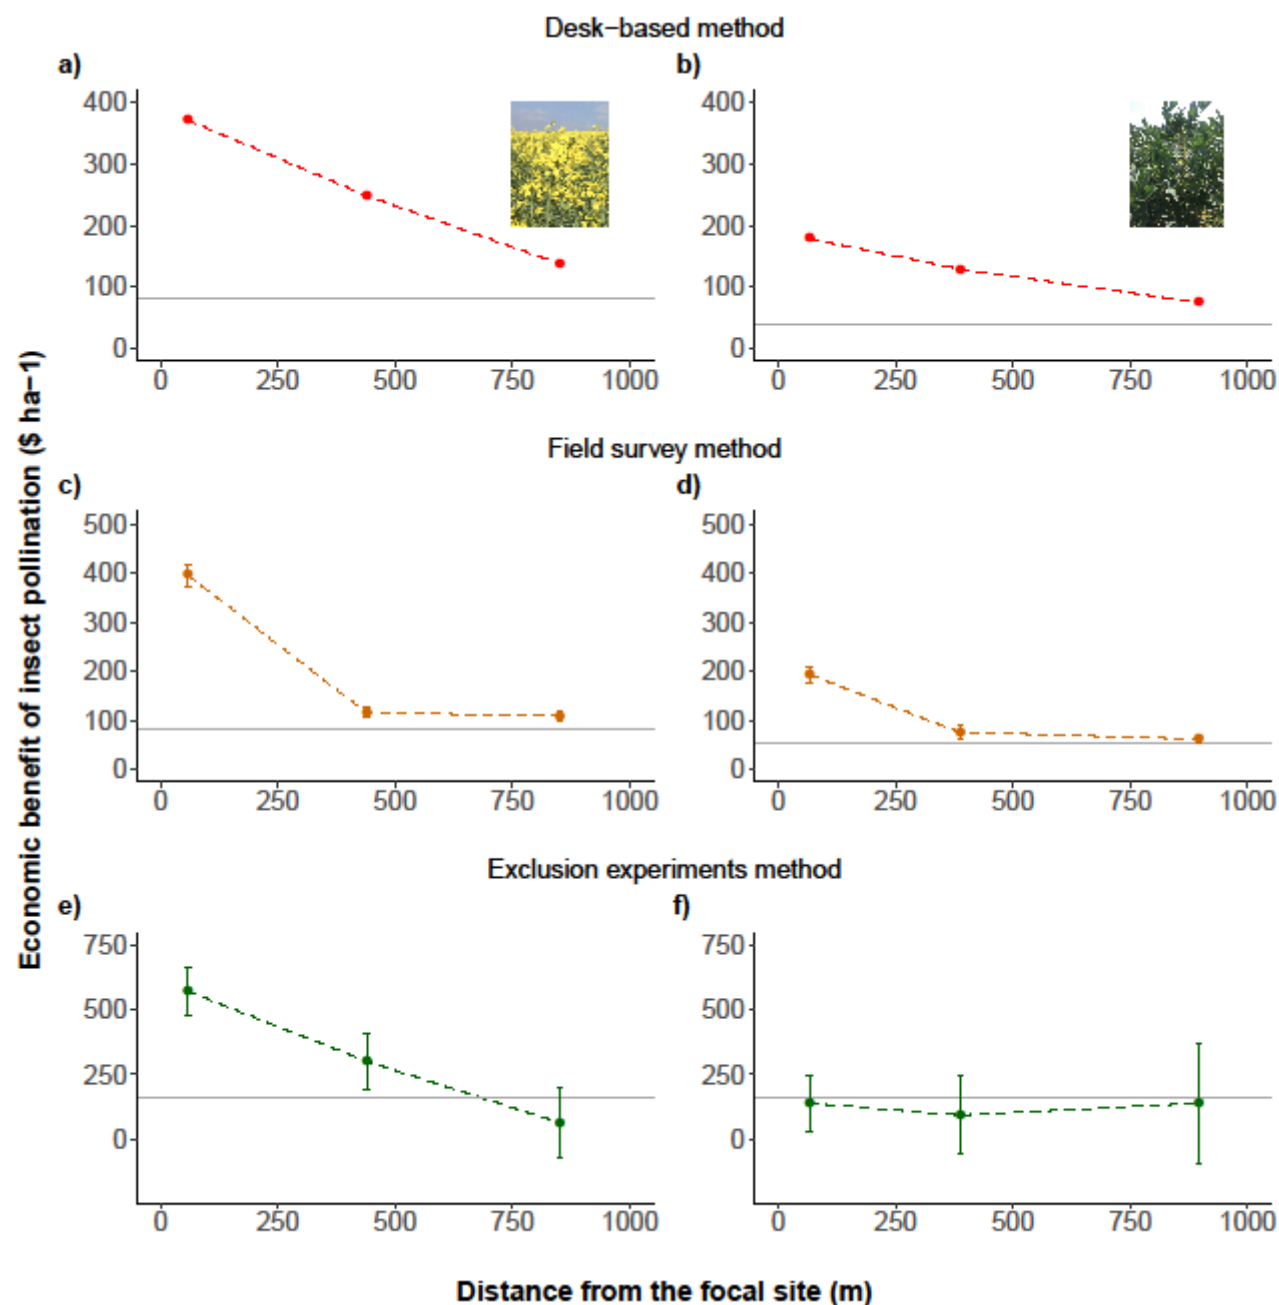 Desk−based method
a)
b)
400
300
200
100
0
0 250 500 750 1000
400
300
200
100
0
0 250 500 750 1000
Field survey method
c)
d)
500
400
300
200
100
0
0 250 500 750 1000
500
400
300
200
100
0
0 250 500 750 1000
Exclusion experiments method
e)
f)
750
500
250
0
0 250 500 750 1000
750
500
250
0
0 250 500 750 1000
Economic benefit of insect pollination ($ ha−1)
Distance from the focal site (m)